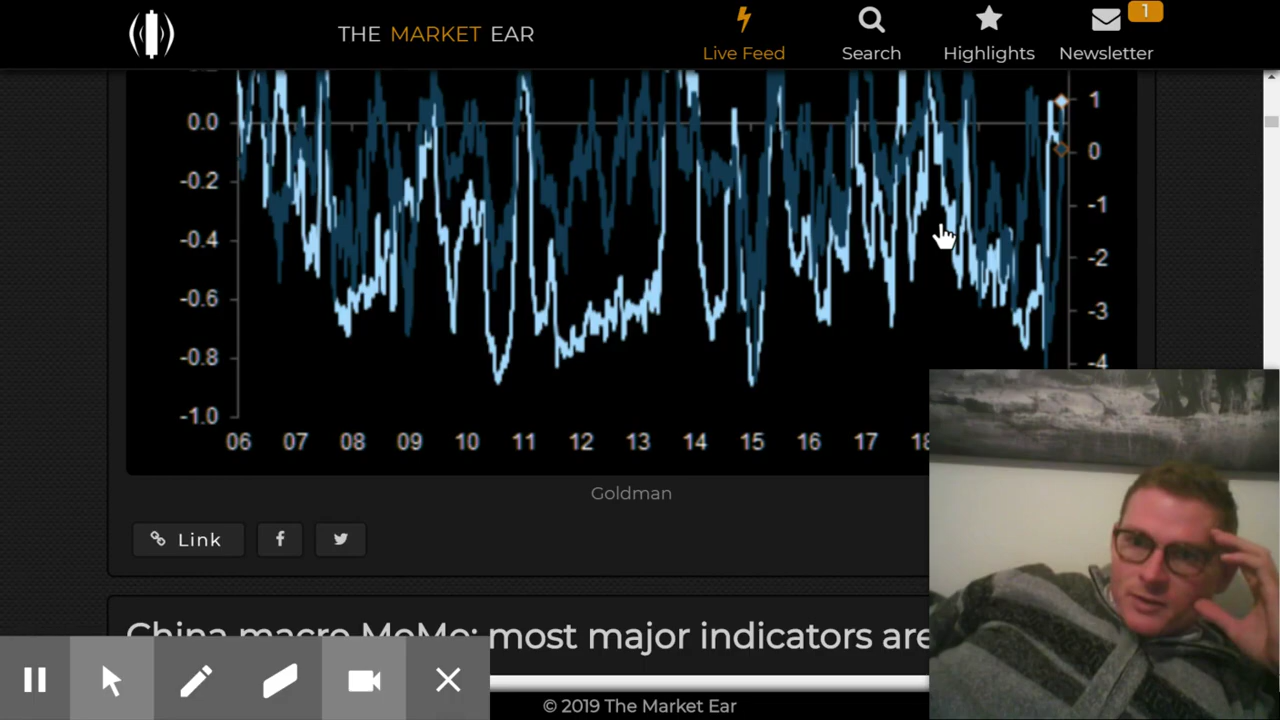 THE MARKET EAR
Live Feed
Search
Highlights
1
Newsletter
0.0
-0.2
-0.4
-0.6
-0.8
-1.0
1
0
-1
-2
-3
-4
06 07 08 09 10 11 12 13 14 15 16 17 18
Goldman
Link
China macro MoMo: most major indicators are
© 2019 The Market Ear